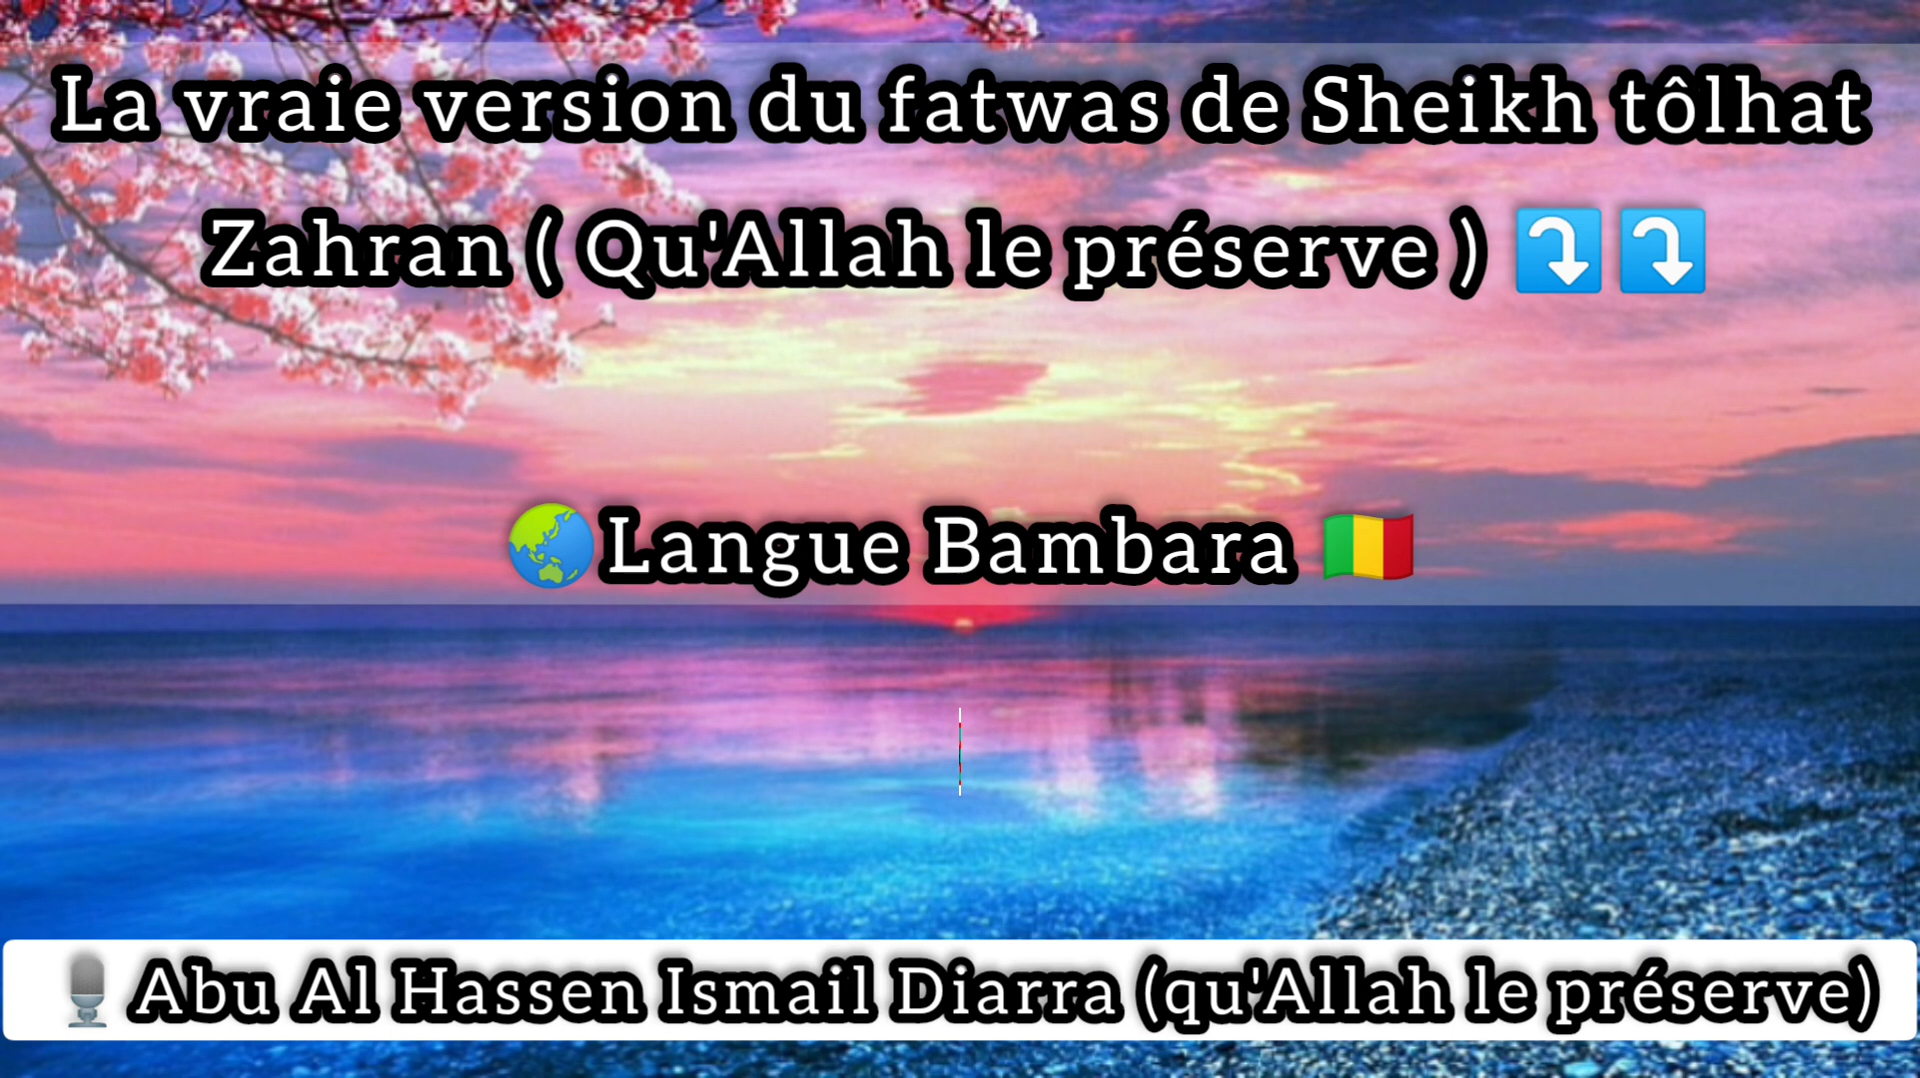 La vraie version du fatwas de Sheikh tôlhat
Zahran ( Qu'Allah le préserve ) ⤵️⤵️
🌏Langue Bambara 🇲🇱
🎙️Abu Al Hassen Ismail Diarra (qu'Allah le préserve)